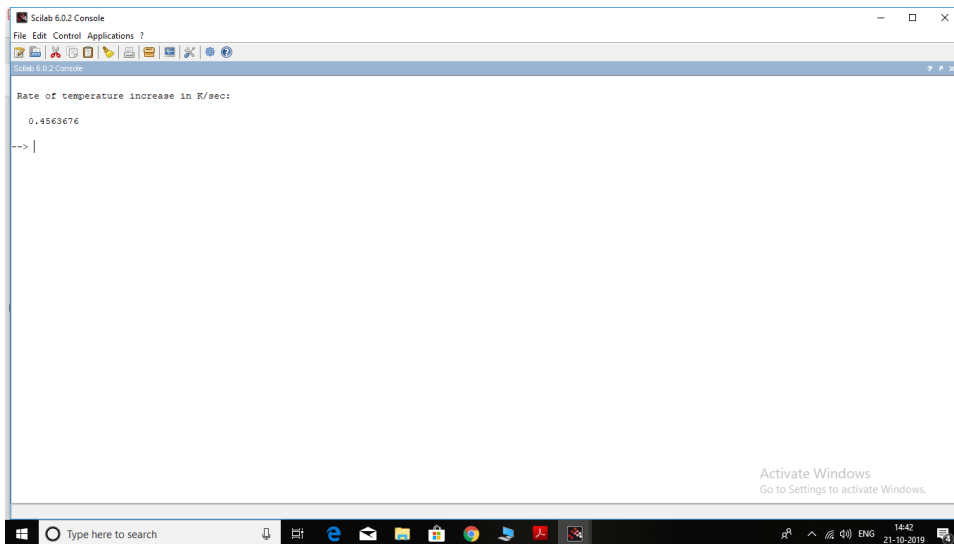 Scilab 6.0.2 Console
File Edit Control Applications ?
Scilab 6.0.2 Console
Rate of temperature increase in K/sec:
0.4563676
-->
Activate Windows
Go to Settings to activate Windows.
Type here to search
ENG
14:42
21-10-2019
4